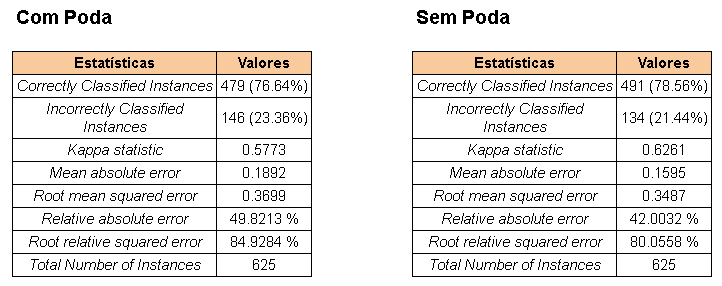 Com Poda
Estatísticas Valores
Correctly Classified Instances 479 (76.64%)
Incorrectly Classified
Instances 146 (23.36%)
Kappa statistic 0.5773
Mean absolute error 0.1892
Root mean squared error 0.3699
Relative absolute error 49.8213 %
Root relative squared error 84.9284 %
Total Number of Instances 625
Sem Poda
Estatísticas Valores
Correctly Classified Instances 491 (78.56%)
Incorrectly Classified
Instances 134 (21.44%)
Kappa statistic 0.6261
Mean absolute error 0.1595
Root mean squared error 0.3487
Relative absolute error 42.0032 %
Root relative squared error 80.0558 %
Total Number of Instances 625